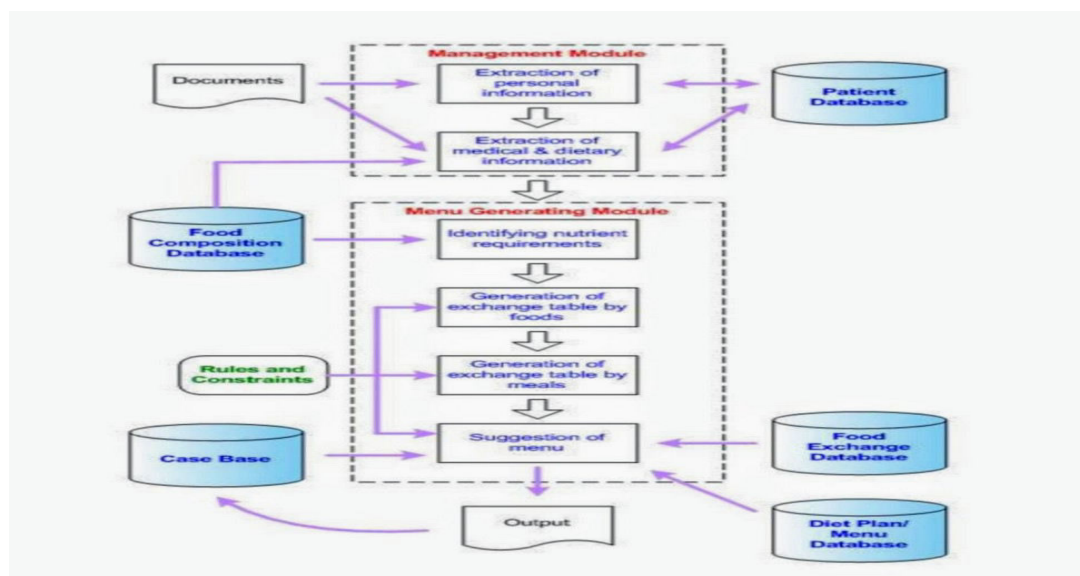 Management Module
Documents
Extraction of
personal
information
Patient
Database
Extraction of
medical & dietary
information
Menu Generating Module
Food
Composition
Database
Identifying nutrient
requirements
Generation of
exchange table by
foods
Rules and
Constraints
Generation of
exchange table by
meals
Case Base
Suggestion of
menu
Food
Exchange
Database
Output
Diet Plan/
Menu
Database